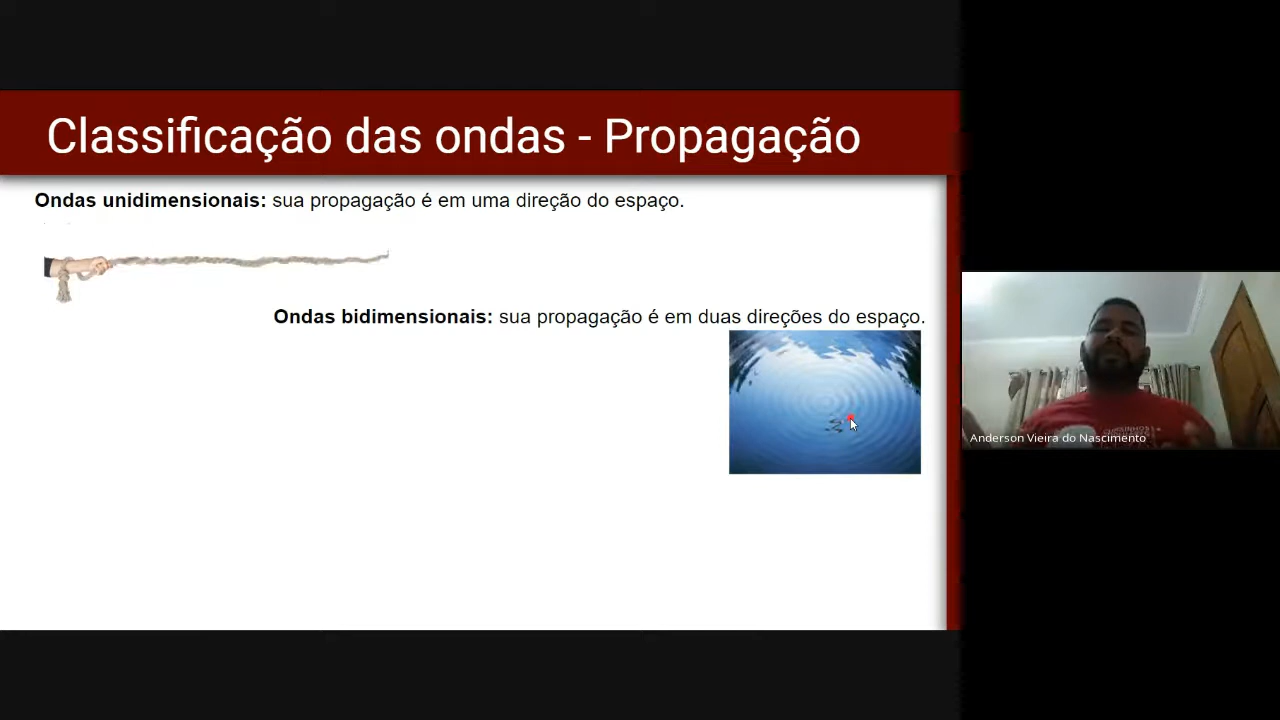 Classificação das ondas - Propagação
Ondas unidimensionais: sua propagação é em uma direção do espaço.
Ondas bidimensionais: sua propagação é em duas direções do espaço.
Anderson Vieira do Nascimento